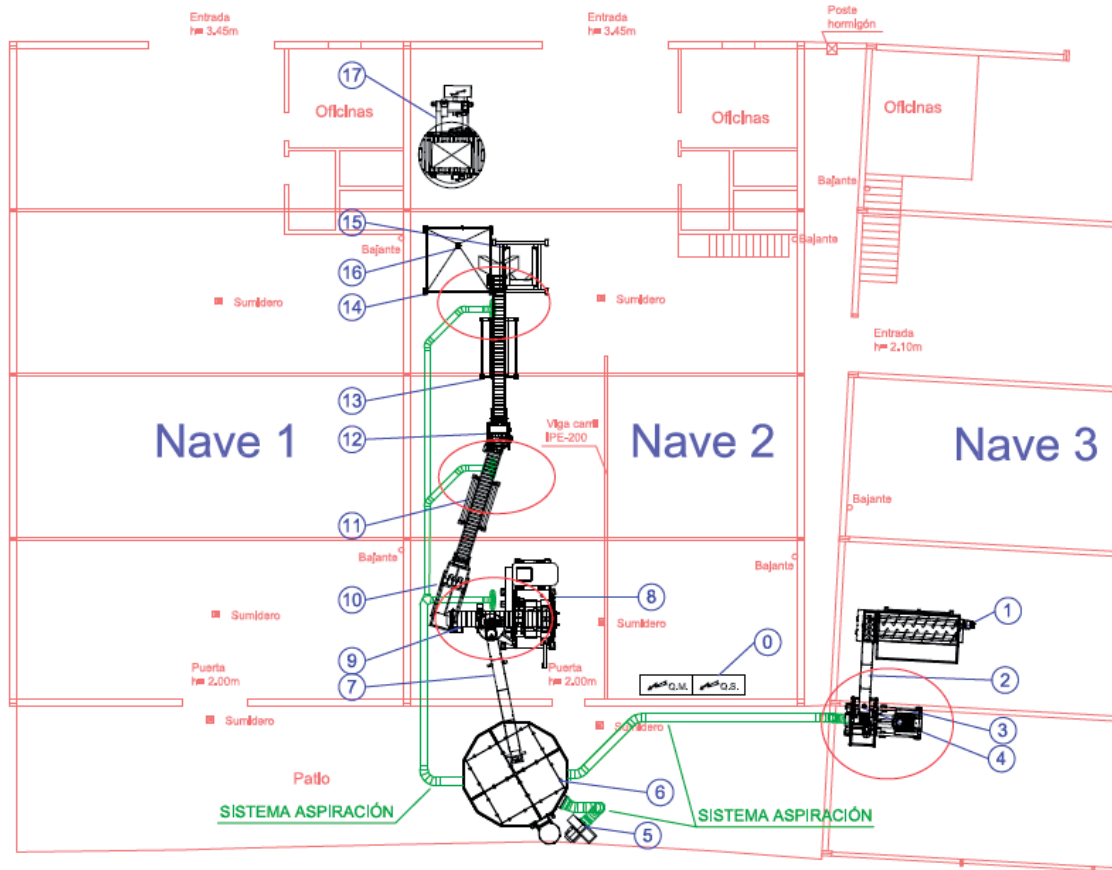 Entrada
h= 3.45m
Entrada
h= 3.45m
Poste
hormigón
17
Oficinas
Oficinas
Oficinas
Bajante
15
Bajante
16
Bajante
14
Sumidero
Sumidero
Entrada
h= 2.10m
13
12
Viga carril
IPE-200
Nave 1
Nave 2
Nave 3
11
Bajante
Bajante
Bajante
10
8
1
Sumidero
Sumidero
9
0
Puerta
h= 2.00m
7
Puerta
h= 2.00m
Q.M.
Q.S.
2
Sumidero
Sumidero
3
4
Patio
6
SISTEMA ASPIRACIÓN
SISTEMA ASPIRACIÓN
5